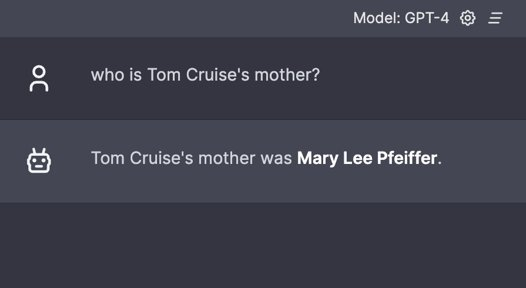 Model: GPT-4
who is Tom Cruise's mother?
Tom Cruise's mother was Mary Lee Pfeiffer.